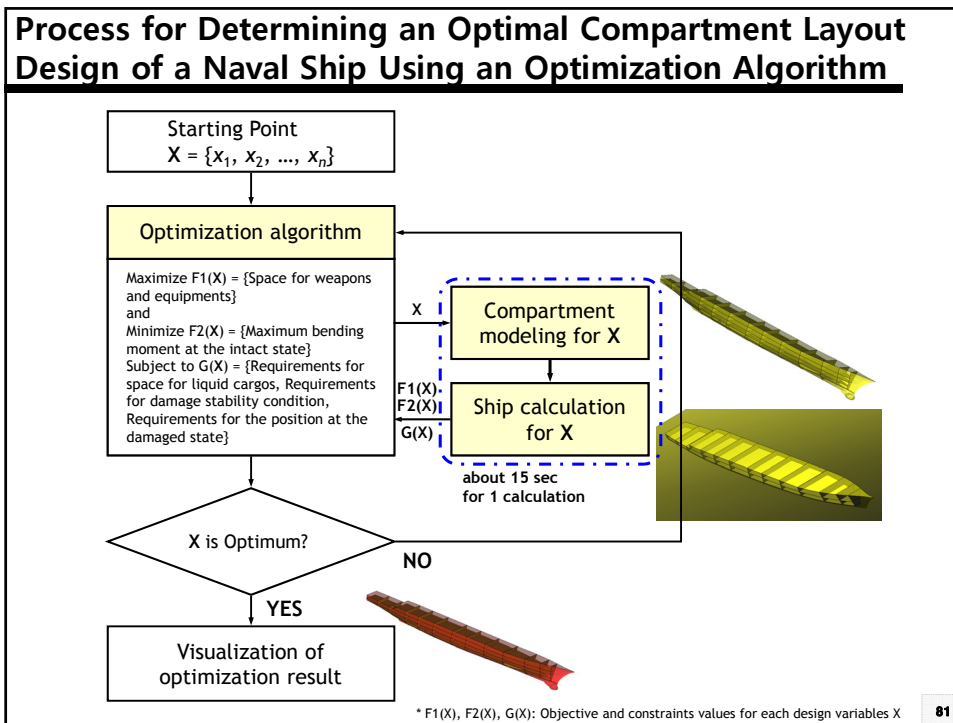 Process for Determining an Optimal Compartment Layout
Design of a Naval Ship Using an Optimization Algorithm
Starting Point
X = {x₁, x₂, …, xₙ}
Optimization algorithm
Maximize F1(X) = {Space for weapons
and equipments}
and
Minimize F2(X) = {Maximum bending
moment at the intact state}
Subject to G(X) = {Requirements for
space for liquid cargos, Requirements
for damage stability condition,
Requirements for the position at the
damaged state}
X
Compartment
modeling for X
F1(X)
F2(X)
G(X)
Ship calculation
for X
about 15 sec
for 1 calculation
X is Optimum?
NO
YES
Visualization of
optimization result
* F1(X), F2(X), G(X): Objective and constraints values for each design variables X
81